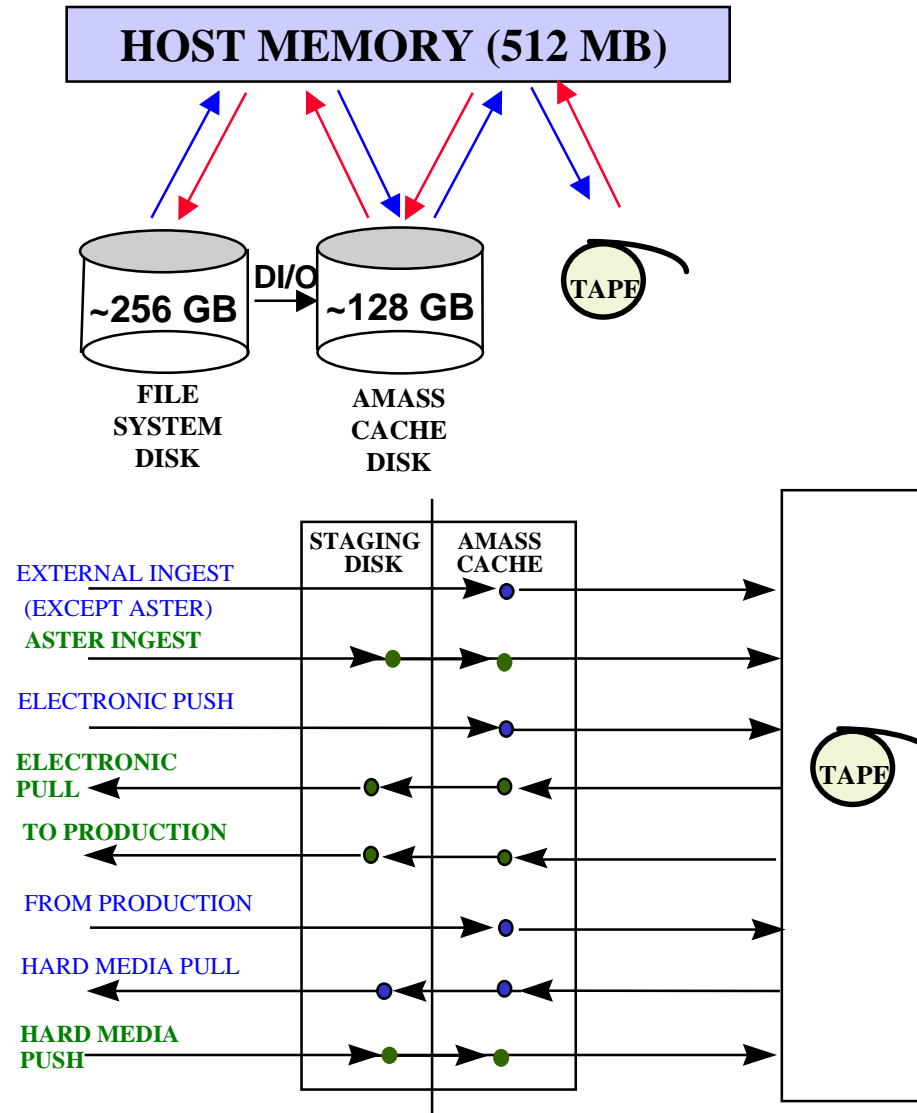 HOST MEMORY (512 MB)
DI/O
~256 GB
~128 GB
TAPE
FILE
SYSTEM
DISK
AMASS
CACHE
DISK
STAGING
DISK
AMASS
CACHE
EXTERNAL INGEST
(EXCEPT ASTER)
ASTER INGEST
ELECTRONIC PUSH
ELECTRONIC
PULL
TAPE
TO PRODUCTION
FROM PRODUCTION
HARD MEDIA PULL
HARD MEDIA
PUSH